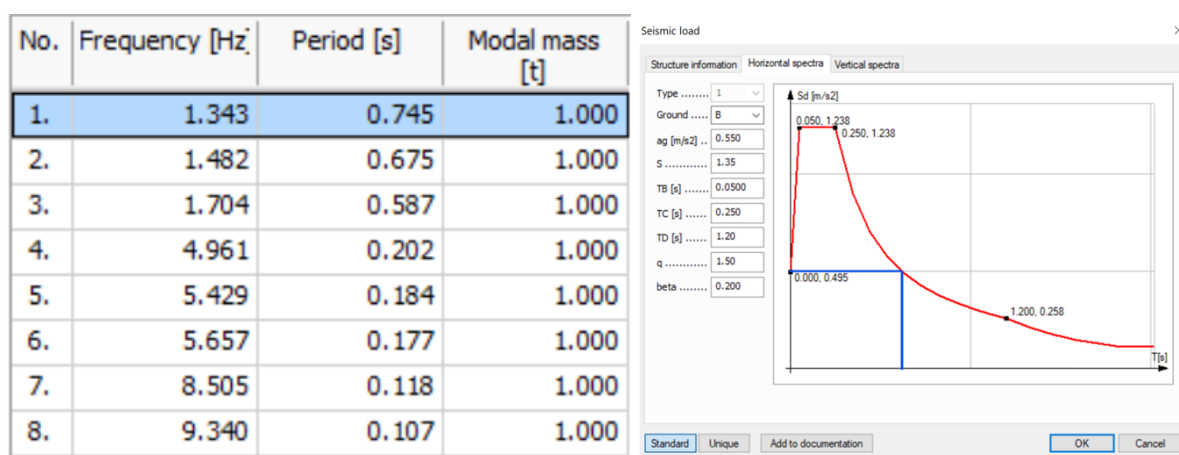 No. Frequency [Hz] Period [s] Modal mass [t]
1. 1.343 0.745 1.000
2. 1.482 0.675 1.000
3. 1.704 0.587 1.000
4. 4.961 0.202 1.000
5. 5.429 0.184 1.000
6. 5.657 0.177 1.000
7. 8.505 0.118 1.000
8. 9.340 0.107 1.000
Seismic load
Structure information Horizontal spectra Vertical spectra
Type ........ 1
Ground ..... B
ag [m/s2] .. 0.550
S ............ 1.35
TB [s] ....... 0.0500
TC [s] ...... 0.250
TD [s] ...... 1.20
q ............ 1.50
beta ........ 0.200
Sd [m/s2]
0.050, 1.238
0.250, 1.238
0.000, 0.495
1.200, 0.258
T[s]
Standard Unique Add to documentation OK Cancel